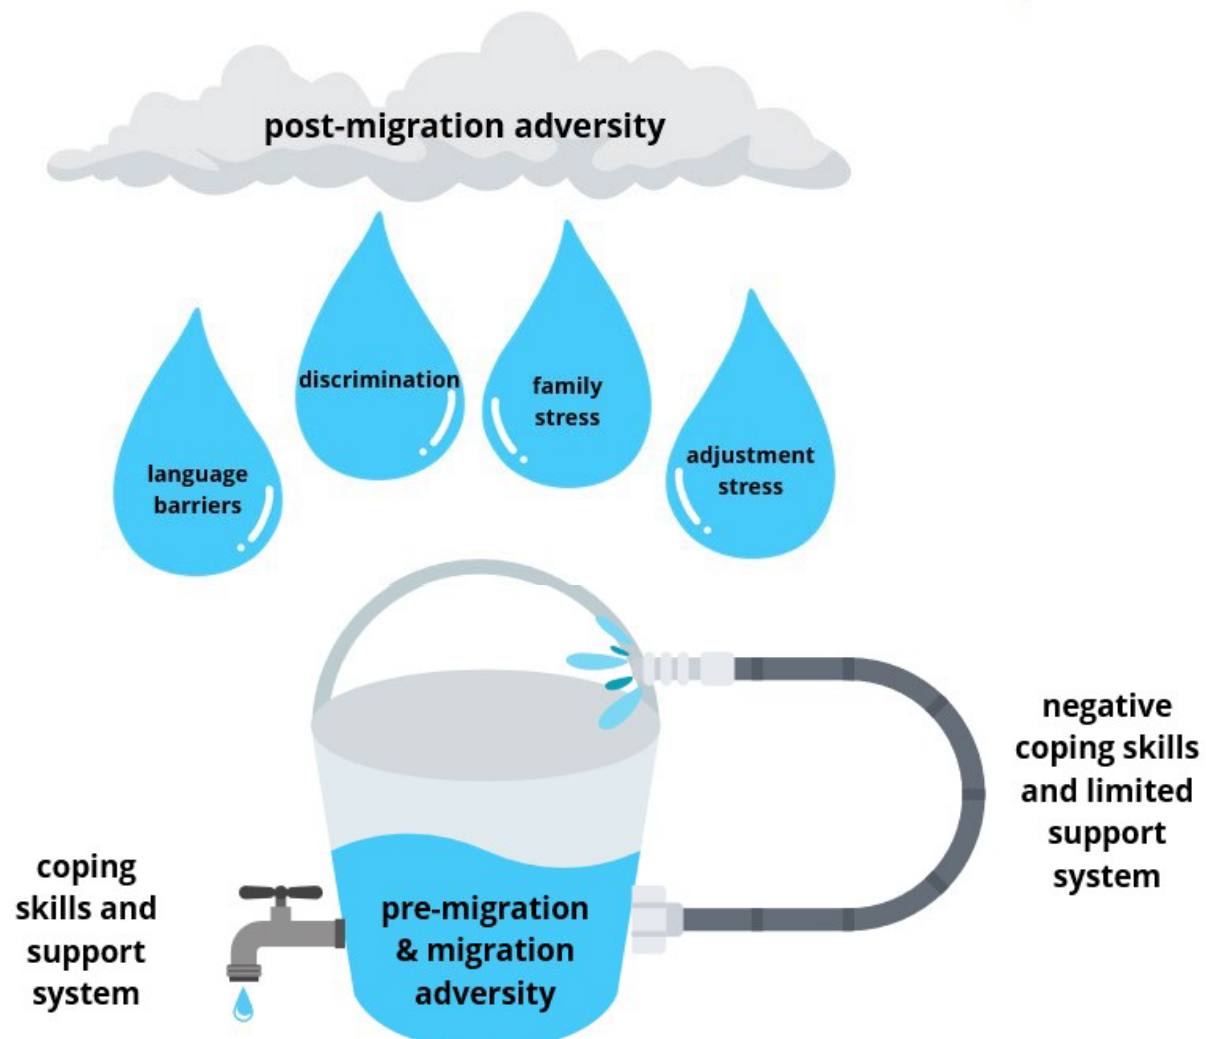 post-migration adversity
discrimination
family
stress
adjustment
stress
language
barriers
negative
coping skills
and limited
support
system
coping
skills and
support
system
pre-migration
& migration
adversity